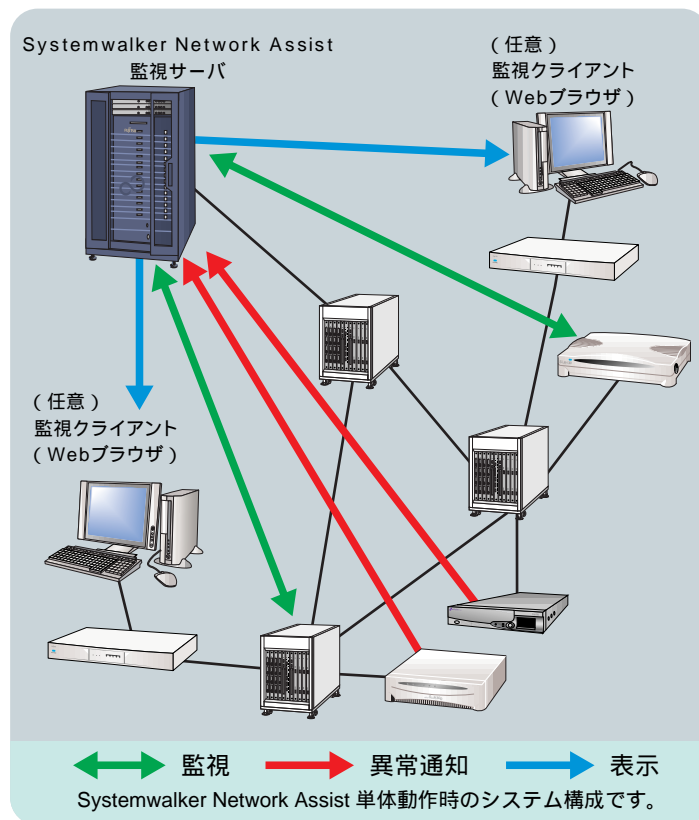 Systemwalker Network Assist
監視サーバ
（任意）
監視クライアント
（Webブラウザ）
（任意）
監視クライアント
（Webブラウザ）
監視
異常通知
表示
Systemwalker Network Assist 単体動作時のシステム構成です。